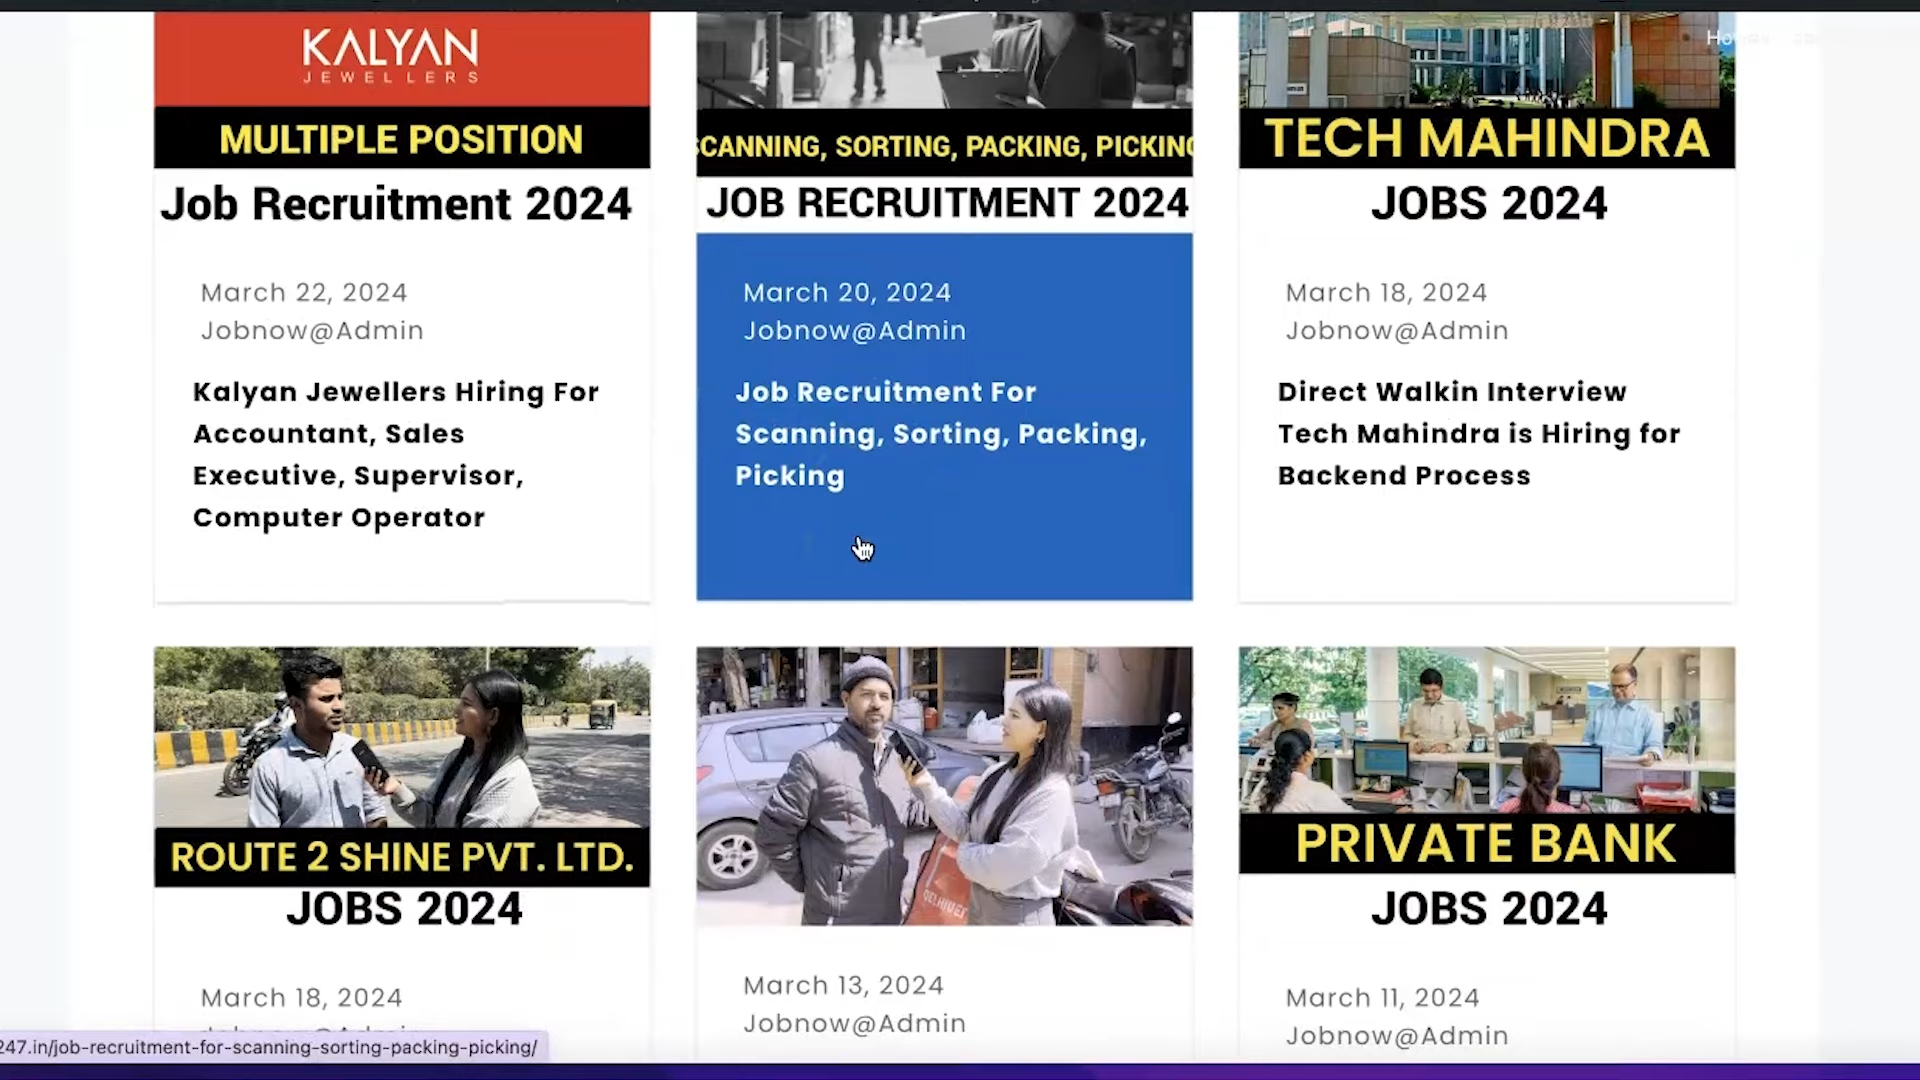 KALYAN
JEWELLERS
MULTIPLE POSITION
Job Recruitment 2024
March 22, 2024
Jobnow@Admin
Kalyan Jewellers Hiring For
Accountant, Sales
Executive, Supervisor,
Computer Operator
SCANNING, SORTING, PACKING, PICKING
JOB RECRUITMENT 2024
March 20, 2024
Jobnow@Admin
Job Recruitment For
Scanning, Sorting, Packing,
Picking
TECH MAHINDRA
JOBS 2024
March 18, 2024
Jobnow@Admin
Direct Walkin Interview
Tech Mahindra is Hiring for
Backend Process
ROUTE 2 SHINE PVT. LTD.
JOBS 2024
March 18, 2024
DELHIVERY
March 13, 2024
Jobnow@Admin
PRIVATE BANK
JOBS 2024
March 11, 2024
Jobnow@Admin
247.in/job-recruitment-for-scanning-sorting-packing-picking/